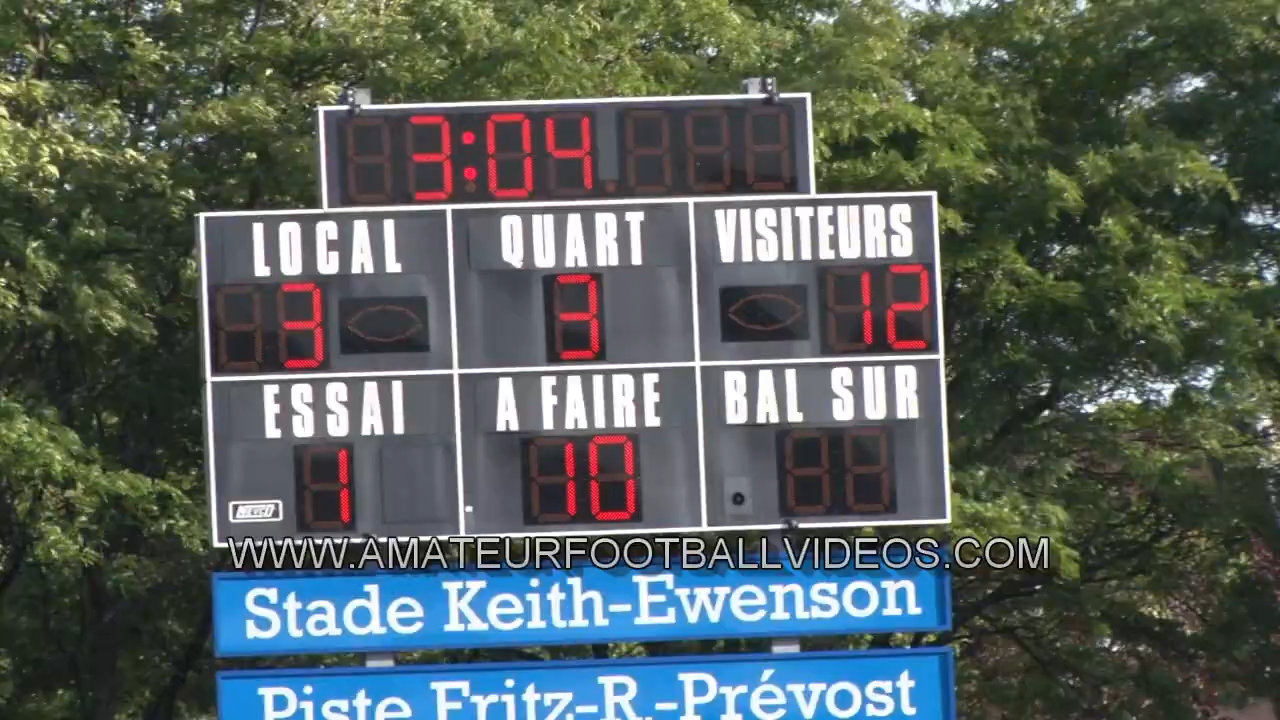 3:04
LOCAL QUART VISITEURS
3 3 12
ESSAI A FAIRE BAL SUR
1 10
NEVCO
WWW.AMATEURFOOTBALLVIDEOS.COM
Stade Keith-Ewenson
Piste Fritz-R.-Prévost